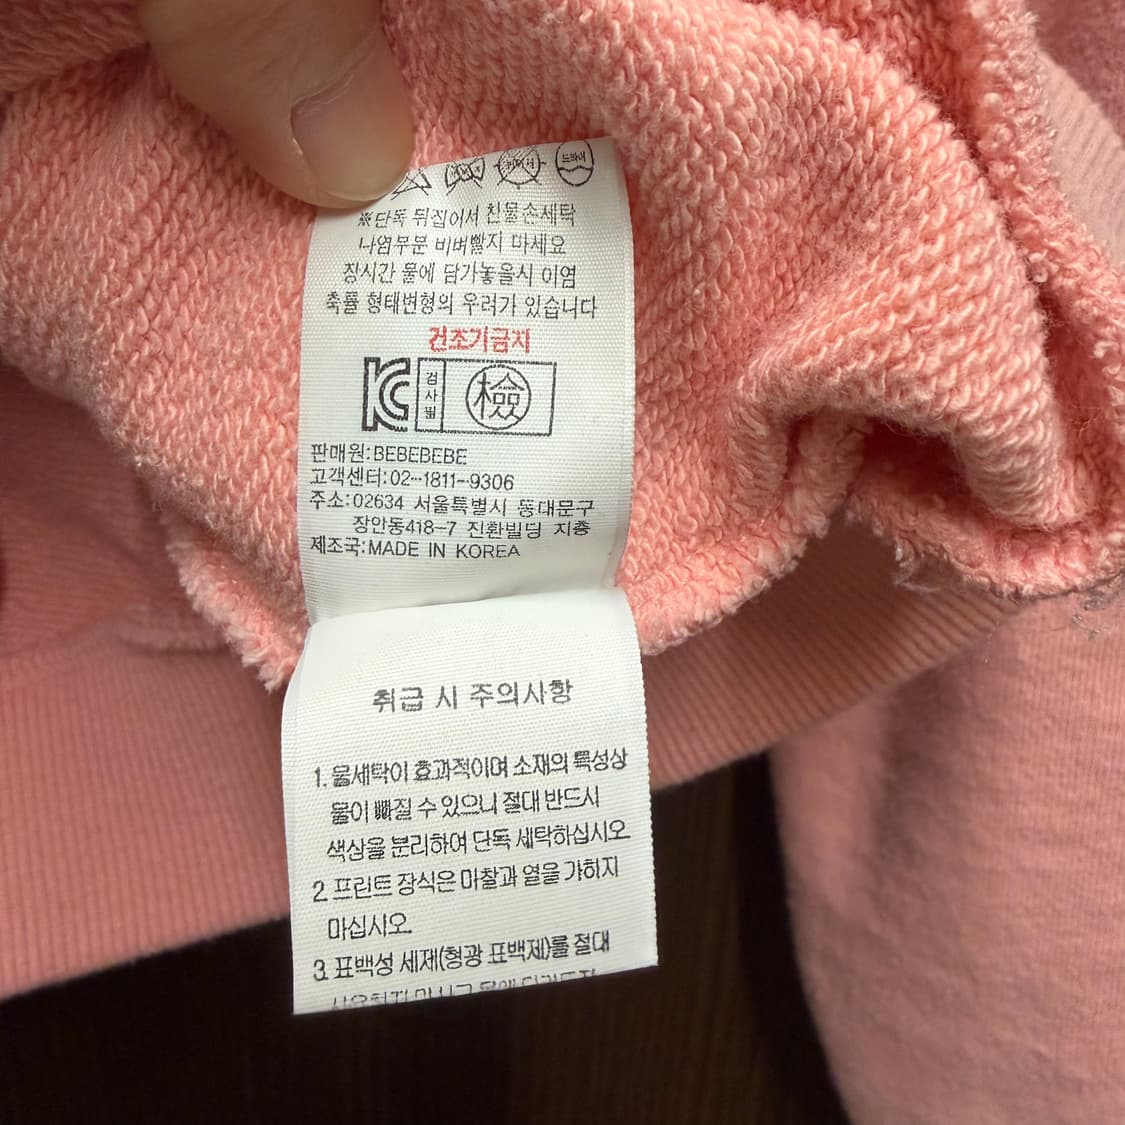 드라이
※단독 뒤집어서 찬물손세탁
나염부분 비벼빨지 마세요
장시간 물에 담가놓을시 이염
축률 형태변형의 우려가 있습니다
건조기금지
KC 검사필 檢
판매원:BEBEBEBE
고객센터:02-1811-9306
주소:02634 서울특별시 동대문구
장안동418-7 진환빌딩 지층
제조국:MADE IN KOREA
취급 시 주의사항
1. 물세탁이 효과적이며 소재의 특성상
물이 빠질 수 있으니 절대 반드시
색상을 분리하여 단독 세탁하십시오.
2. 프린트 장식은 마찰과 열을 가하지
마십시오.
3. 표백성 세제(형광 표백제)를 절대